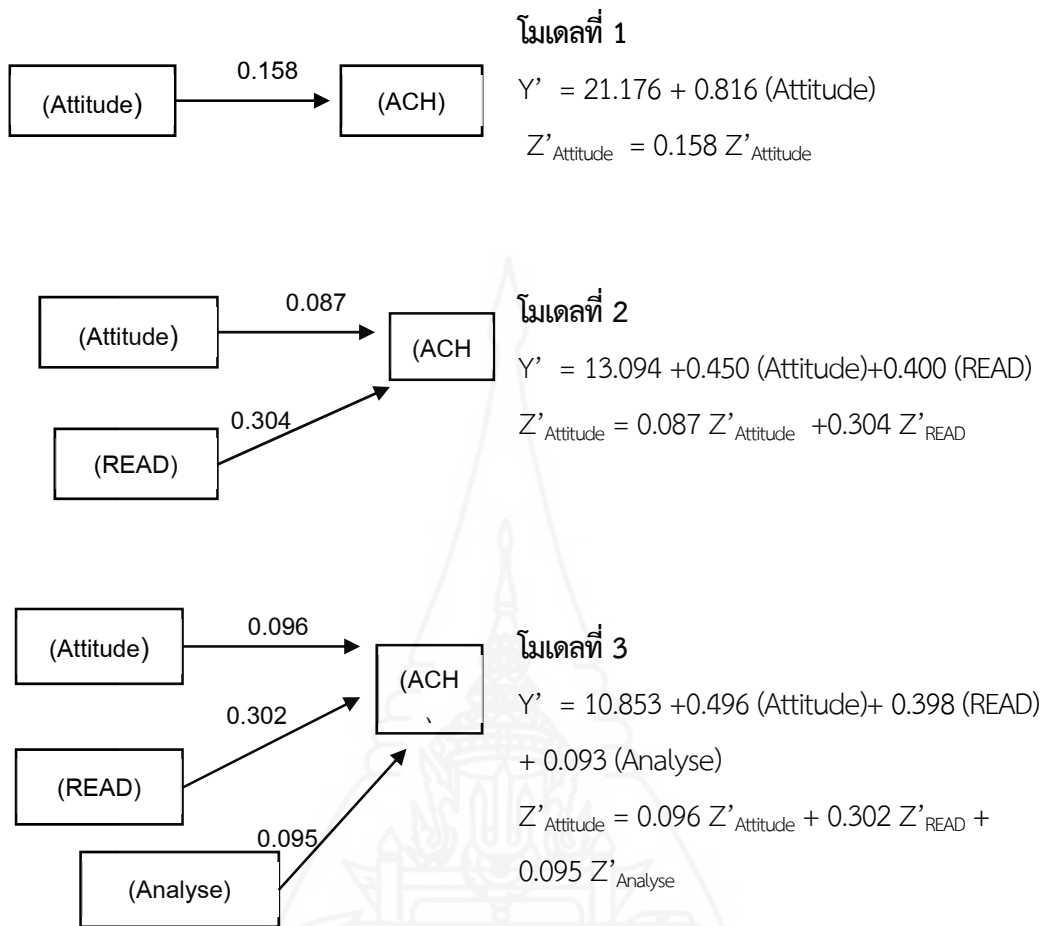 โมเดลที่ 1
0.158
(Attitude)
(ACH)
Y' = 21.176 + 0.816 (Attitude)
Z'Attitude = 0.158 Z'Attitude
โมเดลที่ 2
0.087
(Attitude)
(ACH
Y' = 13.094 +0.450 (Attitude)+0.400 (READ)
0.304
(READ)
Z'Attitude = 0.087 Z'Attitude +0.304 Z'READ
โมเดลที่ 3
0.096
(Attitude)
(ACH
Y' = 10.853 +0.496 (Attitude)+ 0.398 (READ)
+ 0.093 (Analyse)
0.302
(READ)
Z'Attitude = 0.096 Z'Attitude + 0.302 Z'READ +
0.095 Z'Analyse
0.095
(Analyse)